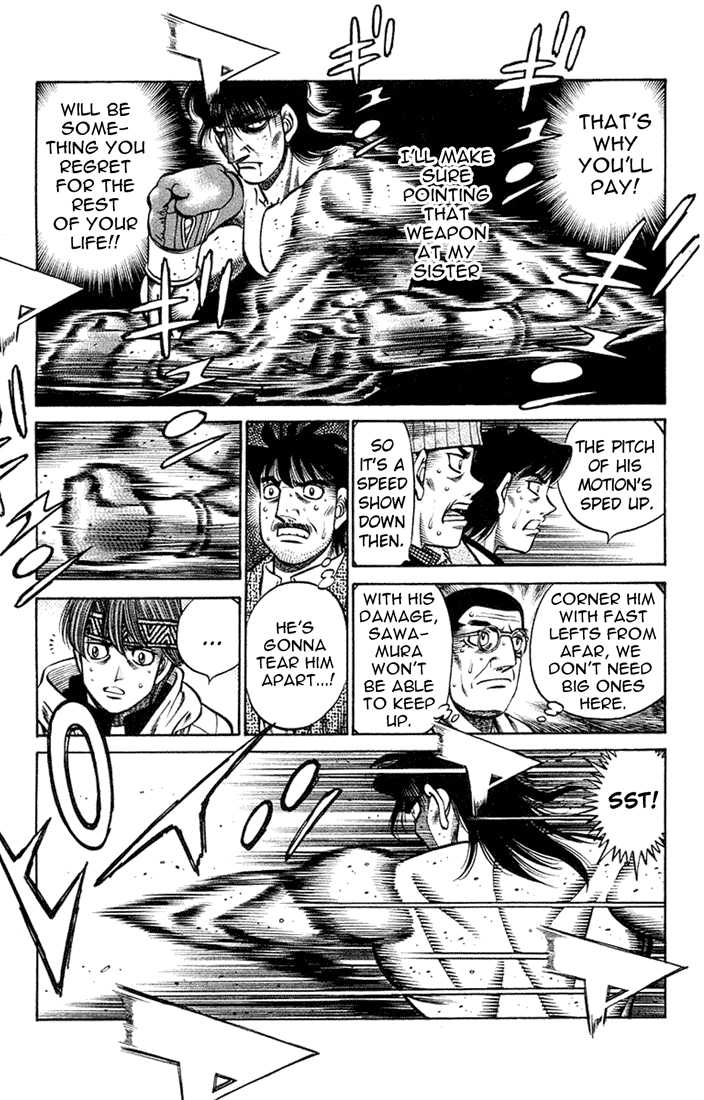 THAT'S
WHY
YOU'LL
PAY!
I'LL MAKE
SURE
POINTING
THAT
WEAPON
AT MY
SISTER
WILL BE
SOME-
THING YOU
REGRET
FOR THE
REST
OF YOUR
LIFE!!
THE PITCH
OF HIS
MOTION'S
SPED UP.
SO
IT'S A
SPEED
SHOW
DOWN
THEN.
CORNER HIM
WITH FAST
LEFTS FROM
AFAR, WE
DON'T NEED
BIG ONES
HERE.
WITH HIS
DAMAGE,
SAWA-
MURA
WON'T
BE ABLE
TO KEEP
UP.
HE'S
GONNA
TEAR HIM
APART...!
...
SST!